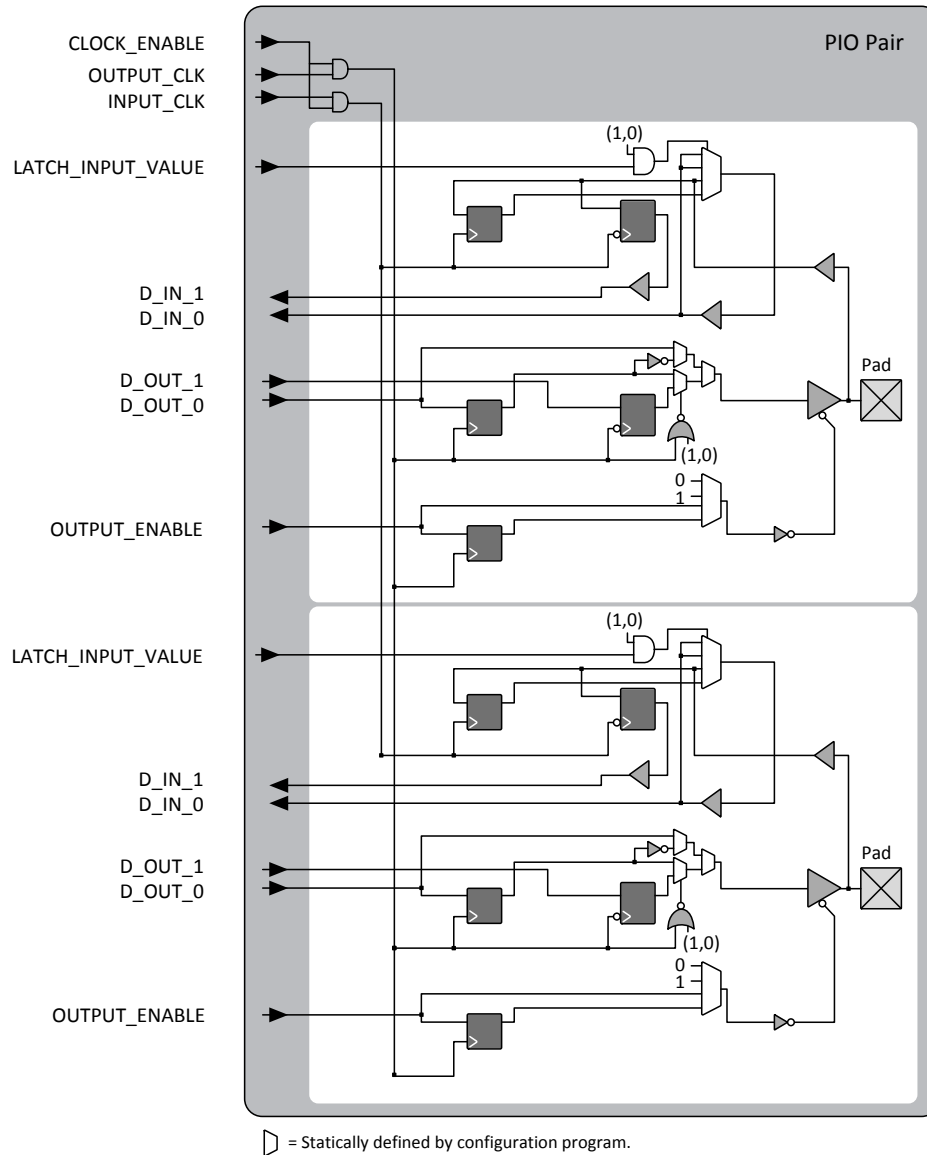 CLOCK_ENABLE
PIO Pair
OUTPUT_CLK
INPUT_CLK
(1,0)
LATCH_INPUT_VALUE
D_IN_1
D_IN_0
Pad
D_OUT_1
D_OUT_0
(1,0)
0
1
OUTPUT_ENABLE
(1,0)
LATCH_INPUT_VALUE
D_IN_1
D_IN_0
Pad
D_OUT_1
D_OUT_0
(1,0)
0
1
OUTPUT_ENABLE
= Statically defined by configuration program.